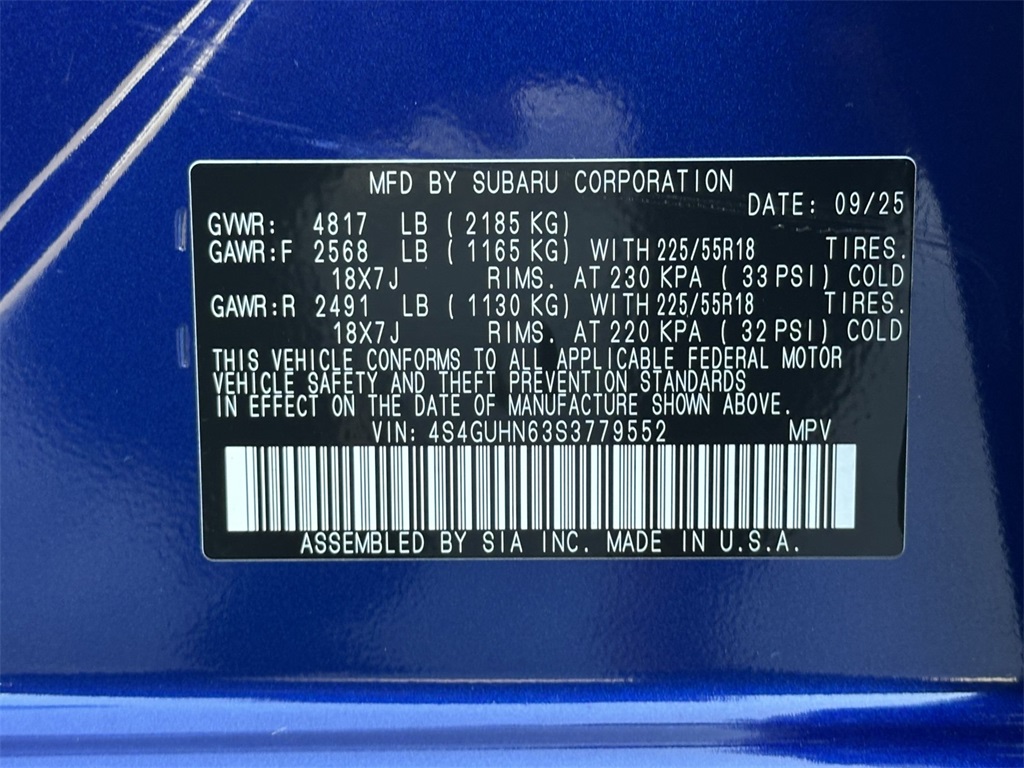 MFD BY SUBARU CORPORATION
DATE: 09/25
GVWR: 4817 LB ( 2185 KG)
GAWR:F 2568 LB ( 1165 KG) WITH 225/55R18 TIRES.
18X7J RIMS. AT 230 KPA ( 33 PSI) COLD
GAWR:R 2491 LB ( 1130 KG) WITH 225/55R18 TIRES.
18X7J RIMS. AT 220 KPA ( 32 PSI) COLD
THIS VEHICLE CONFORMS TO ALL APPLICABLE FEDERAL MOTOR
VEHICLE SAFETY AND THEFT PREVENTION STANDARDS
IN EFFECT ON THE DATE OF MANUFACTURE SHOWN ABOVE.
VIN: 4S4GUHN63S3779552 MPV
ASSEMBLED BY SIA INC. MADE IN U.S.A.